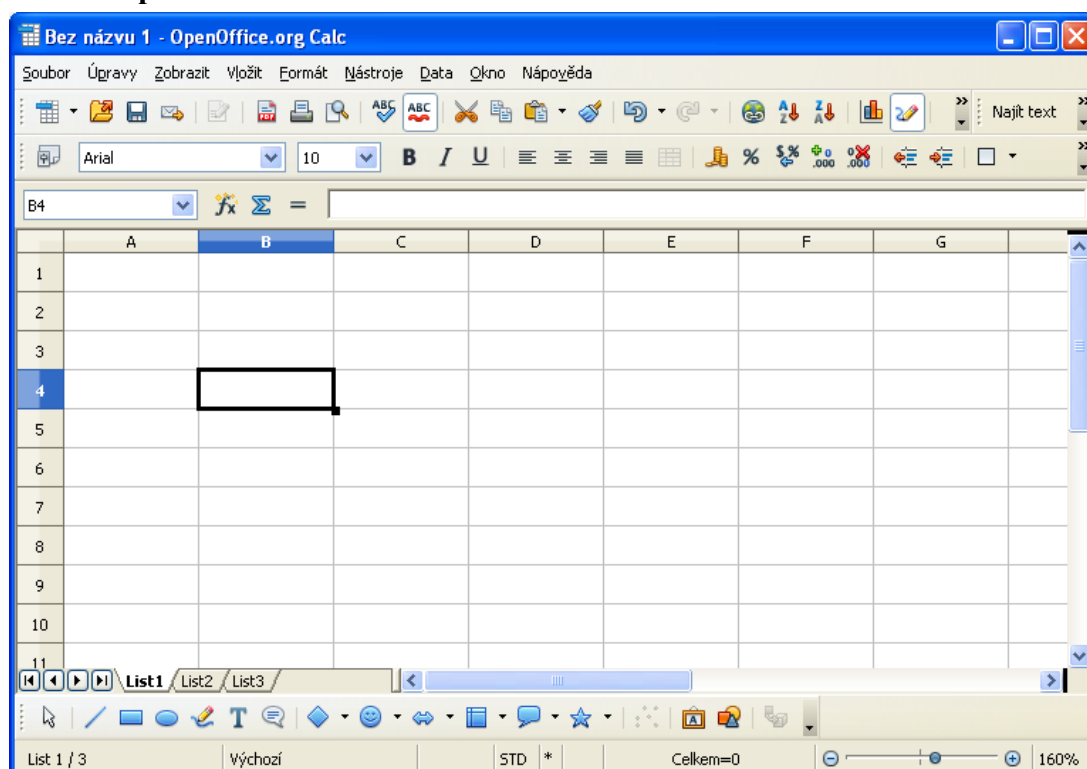 Bez názvu 1 - OpenOffice.org Calc
Soubor Úpravy Zobrazit Vložit Formát Nástroje Data Okno Nápověda
Najít text
Arial 10
B4
A B C D E F G
1
2
3
4
5
6
7
8
9
10
11
List1 List2 List3
List 1 / 3 Výchozí STD * Celkem=0 160%